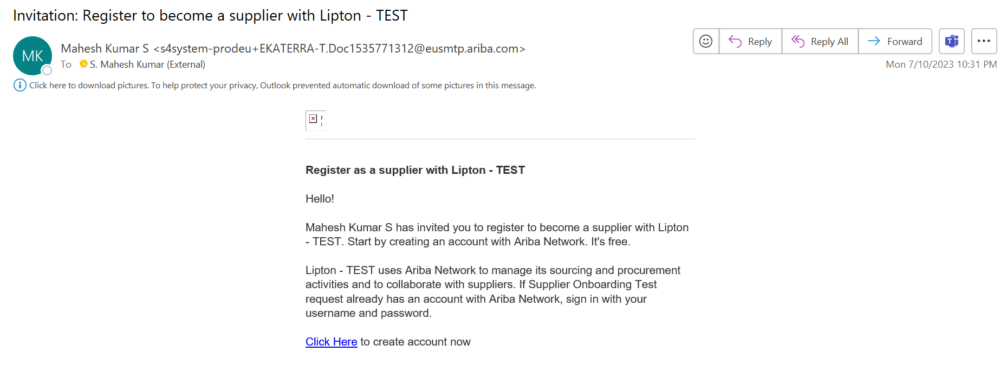 Invitation: Register to become a supplier with Lipton - TEST
MK
Mahesh Kumar S <s4system-prodeu+EKATERRA-T.Doc1535771312@eusmtp.ariba.com>
To S. Mahesh Kumar (External)
Reply
Reply All
Forward
Mon 7/10/2023 10:31 PM
Click here to download pictures. To help protect your privacy, Outlook prevented automatic download of some pictures in this message.
Register as a supplier with Lipton - TEST
Hello!
Mahesh Kumar S has invited you to register to become a supplier with Lipton
- TEST. Start by creating an account with Ariba Network. It's free.
Lipton - TEST uses Ariba Network to manage its sourcing and procurement
activities and to collaborate with suppliers. If Supplier Onboarding Test
request already has an account with Ariba Network, sign in with your
username and password.
Click Here to create account now